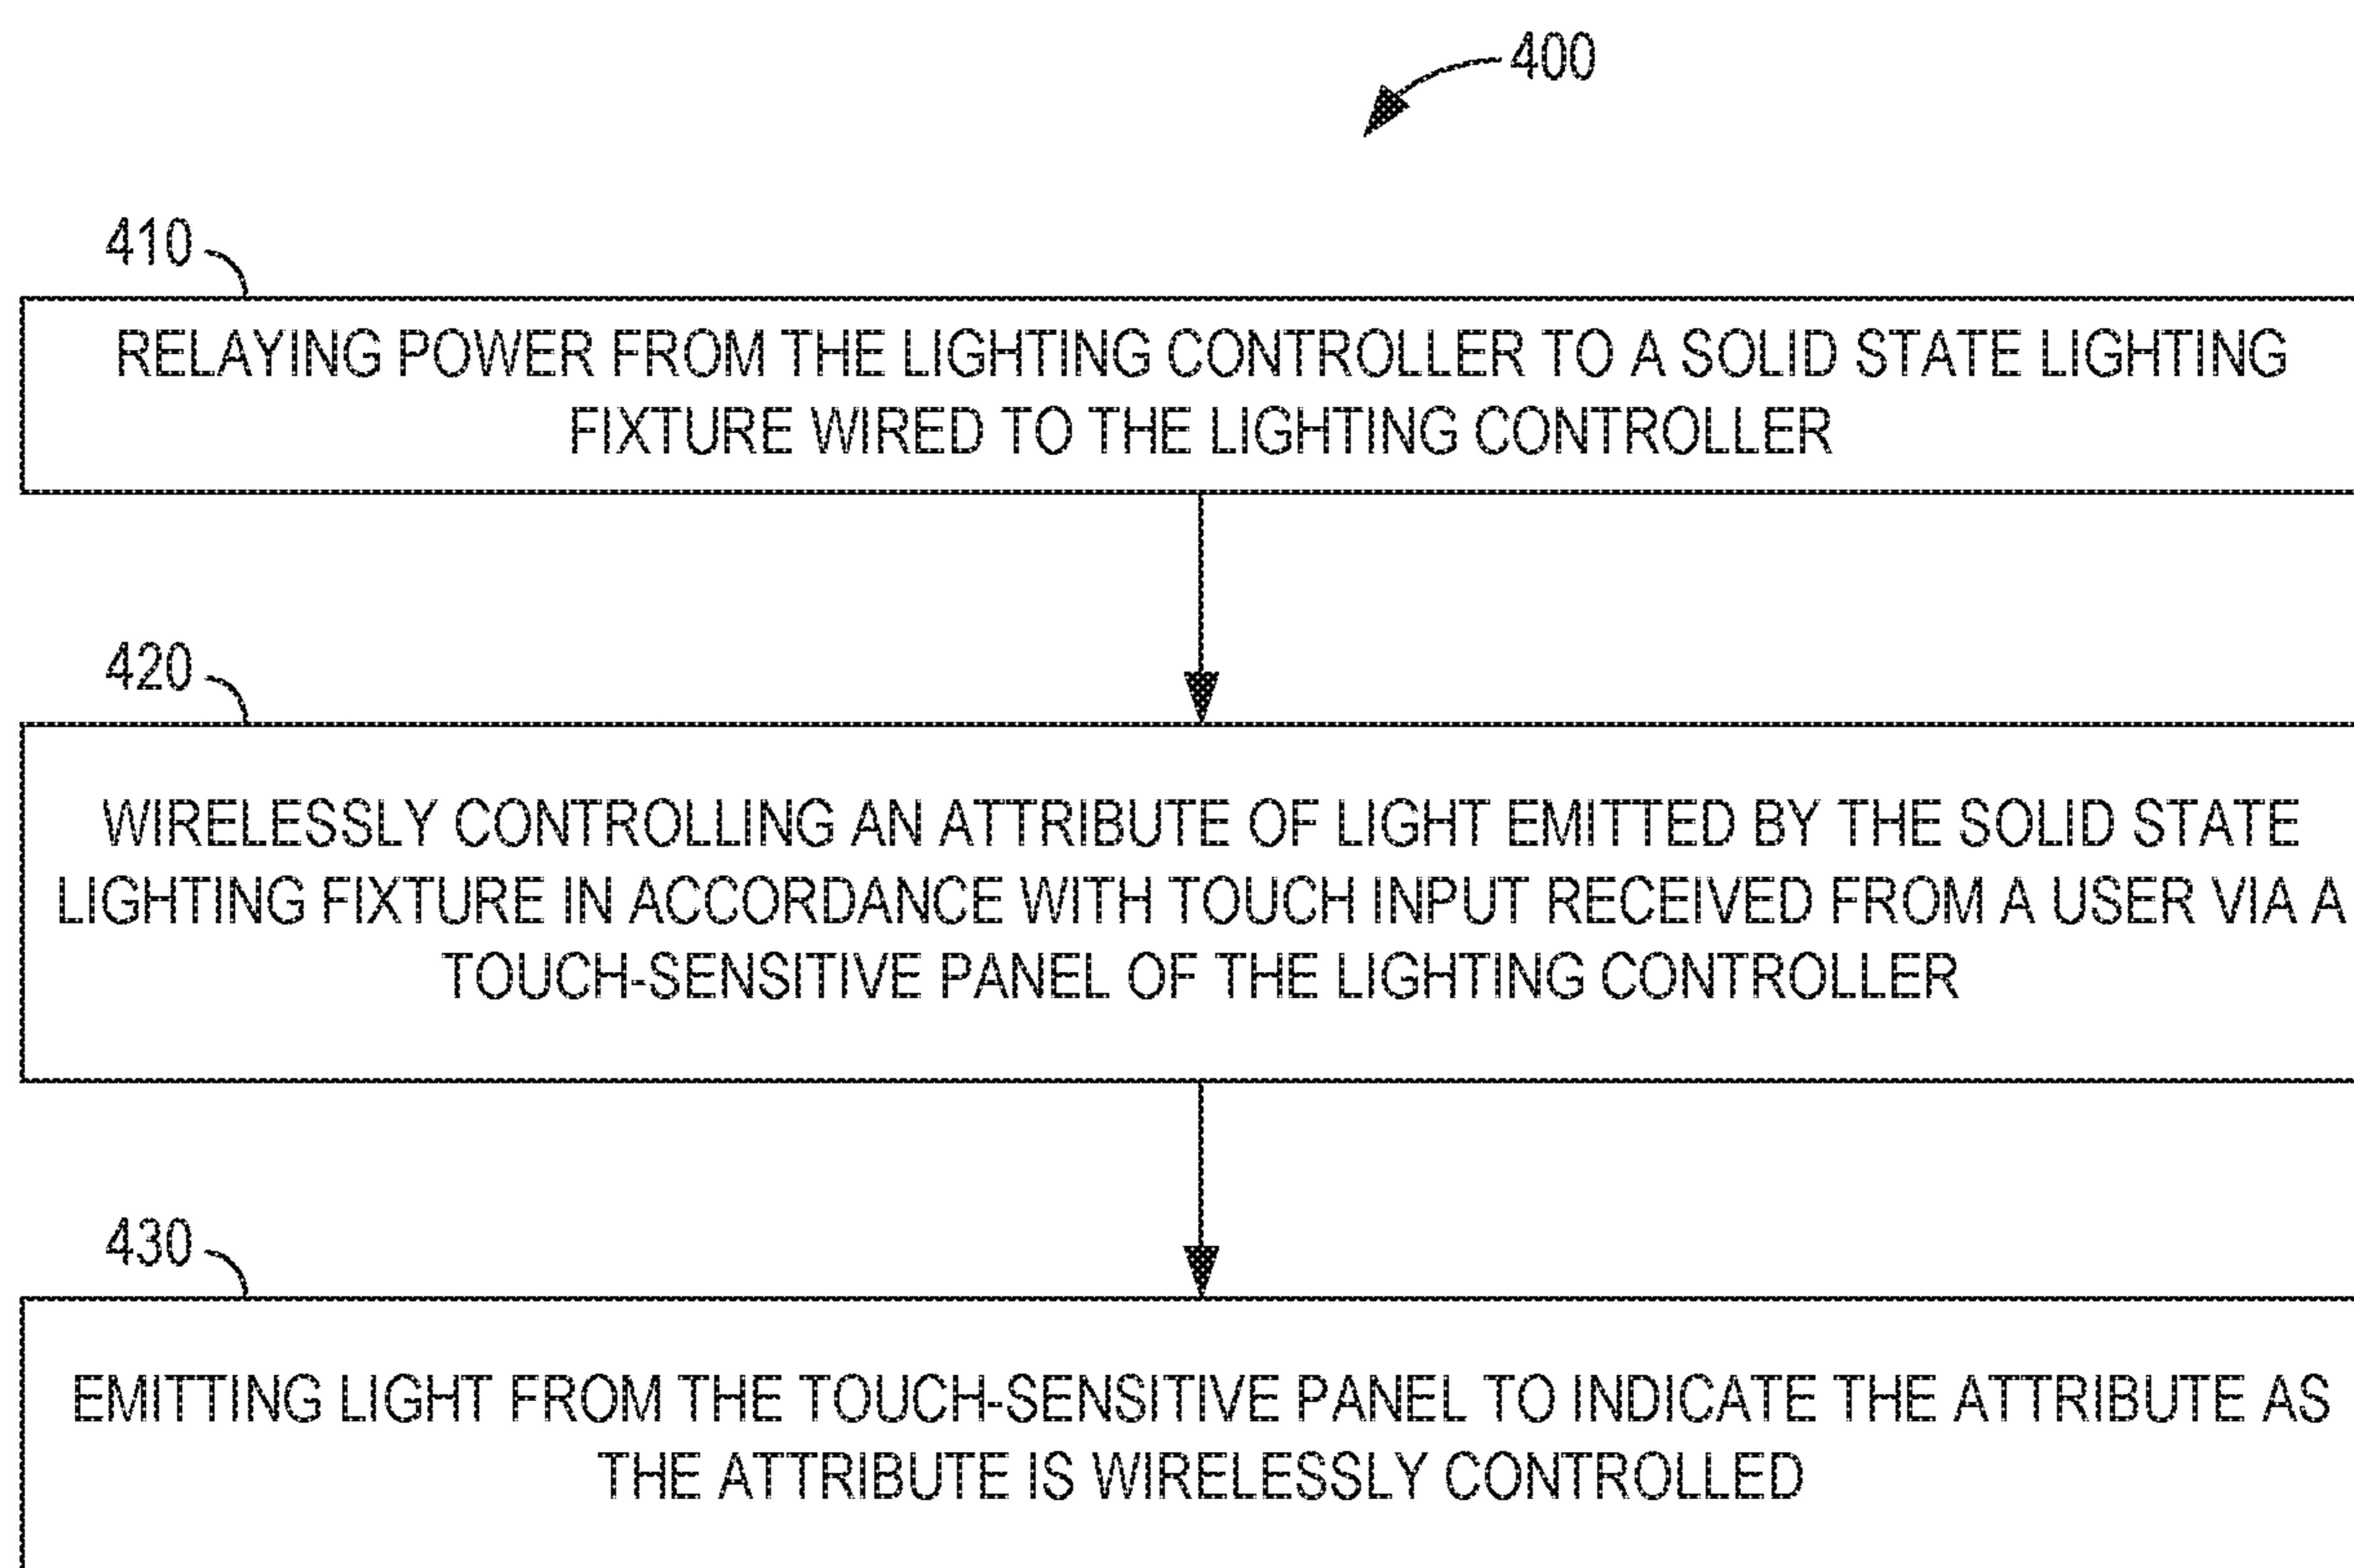 400
410
RELAYING POWER FROM THE LIGHTING CONTROLLER TO A SOLID STATE LIGHTING
FIXTURE WIRED TO THE LIGHTING CONTROLLER
420
WIRELESSLY CONTROLLING AN ATTRIBUTE OF LIGHT EMITTED BY THE SOLID STATE
LIGHTING FIXTURE IN ACCORDANCE WITH TOUCH INPUT RECEIVED FROM A USER VIA A
TOUCH-SENSITIVE PANEL OF THE LIGHTING CONTROLLER
430
EMITTING LIGHT FROM THE TOUCH-SENSITIVE PANEL TO INDICATE THE ATTRIBUTE AS
THE ATTRIBUTE IS WIRELESSLY CONTROLLED